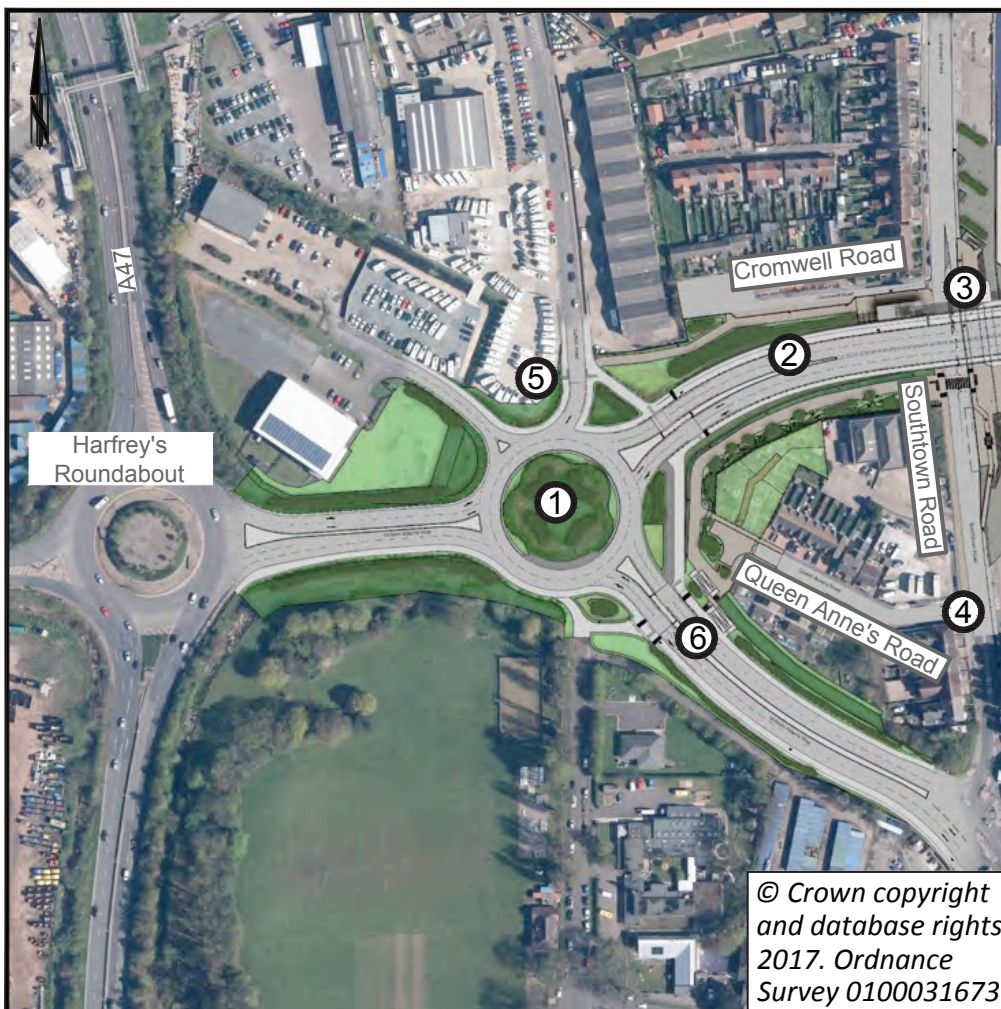 N
A47
Cromwell Road
3
2
5
Harfrey's
Roundabout
Southtown Road
1
Queen Anne's Road
4
6
© Crown copyright
and database rights
2017. Ordnance
Survey 0100031673